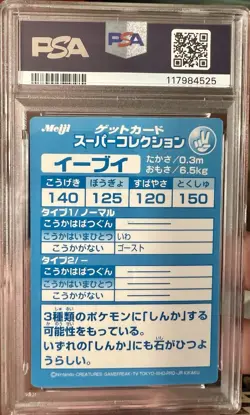 PSA
PSA
117984525
Meiji ゲットカード
スーパーコレクション
イーブイ
たかさ/0.3m
おもさ/6.5kg
こうげき ぼうぎょ すばやさ とくしゅ
140 125 120 150
タイプ1/ノーマル
こうかはばつぐん
こうかはいまひとつ いわ
こうかがない ゴースト
タイプ2/ー
こうかはばつぐん
こうかはいまひとつ
こうかがない
3種類のポケモンに「しんか」する
可能性をもっている。
いずれの「しんか」にも石がひつ
ようらしい。